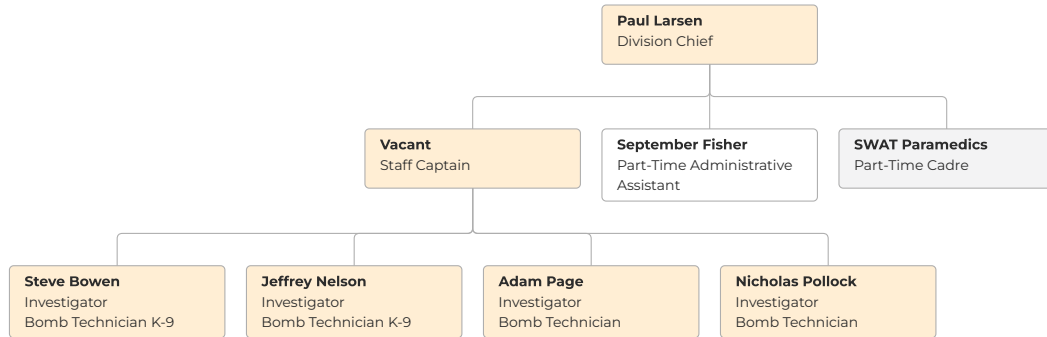 Paul Larsen
Division Chief
Vacant
Staff Captain
September Fisher
Part-Time Administrative
Assistant
SWAT Paramedics
Part-Time Cadre
Steve Bowen
Investigator
Bomb Technician K-9
Jeffrey Nelson
Investigator
Bomb Technician K-9
Adam Page
Investigator
Bomb Technician
Nicholas Pollock
Investigator
Bomb Technician